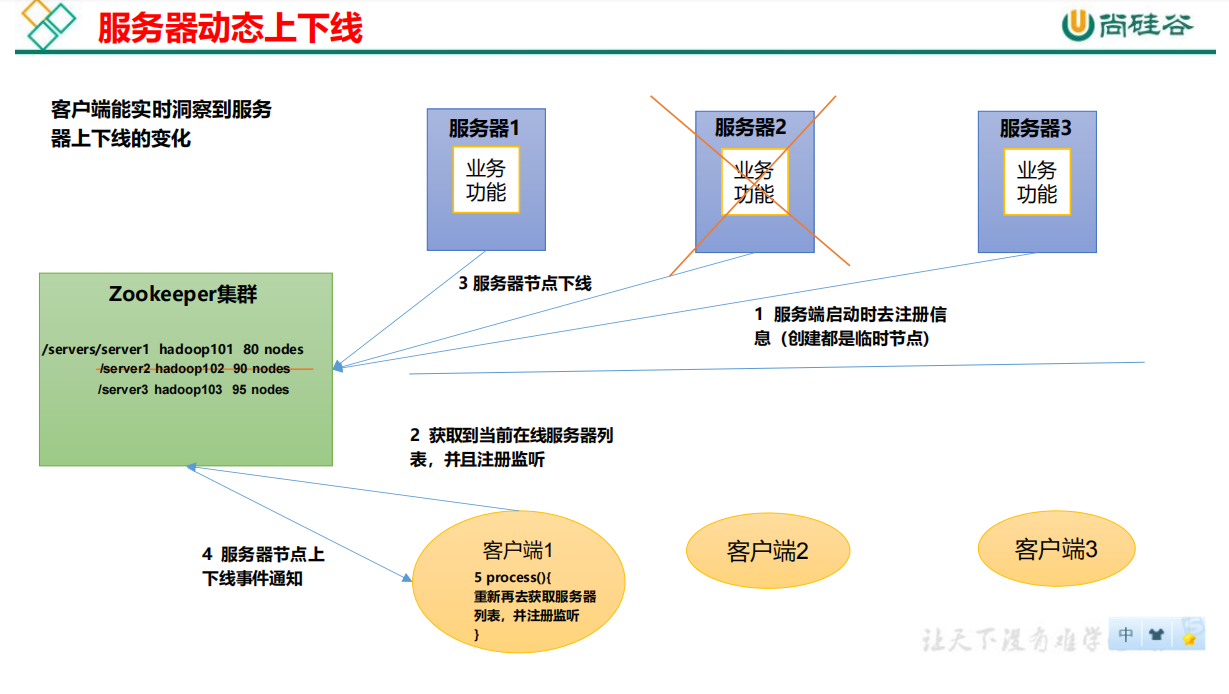 服务器动态上下线
尚硅谷
客户端能实时洞察到服务
器上下线的变化
服务器1
业务
功能
服务器2
业务
功能
服务器3
业务
功能
3 服务器节点下线
Zookeeper集群
1 服务端启动时去注册信
息（创建都是临时节点）
/servers/server1 hadoop101 80 nodes
/server2 hadoop102 90 nodes
/server3 hadoop103 95 nodes
2 获取到当前在线服务器列
表，并且注册监听
4 服务器节点上
下线事件通知
客户端1
5 process(){
重新再去获取服务器
列表，并注册监听
}
客户端2
客户端3
让天下没有难学
中